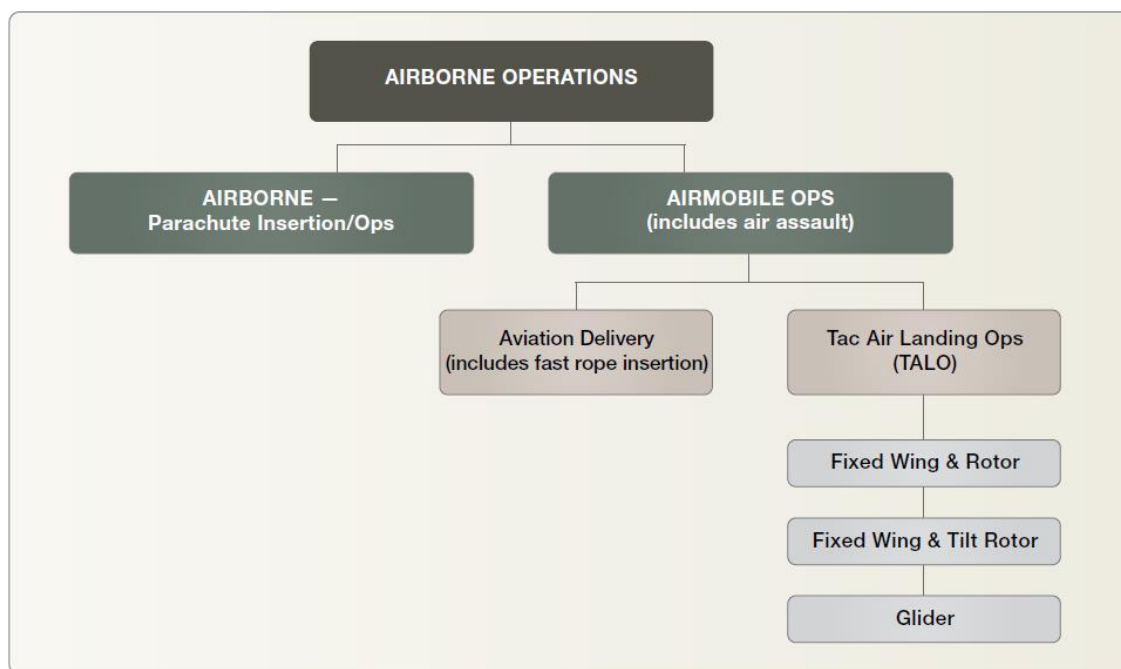 AIRBORNE OPERATIONS
AIRBORNE —
Parachute Insertion/Ops
AIRMOBILE OPS
(includes air assault)
Aviation Delivery
(includes fast rope insertion)
Tac Air Landing Ops
(TALO)
Fixed Wing & Rotor
Fixed Wing & Tilt Rotor
Glider